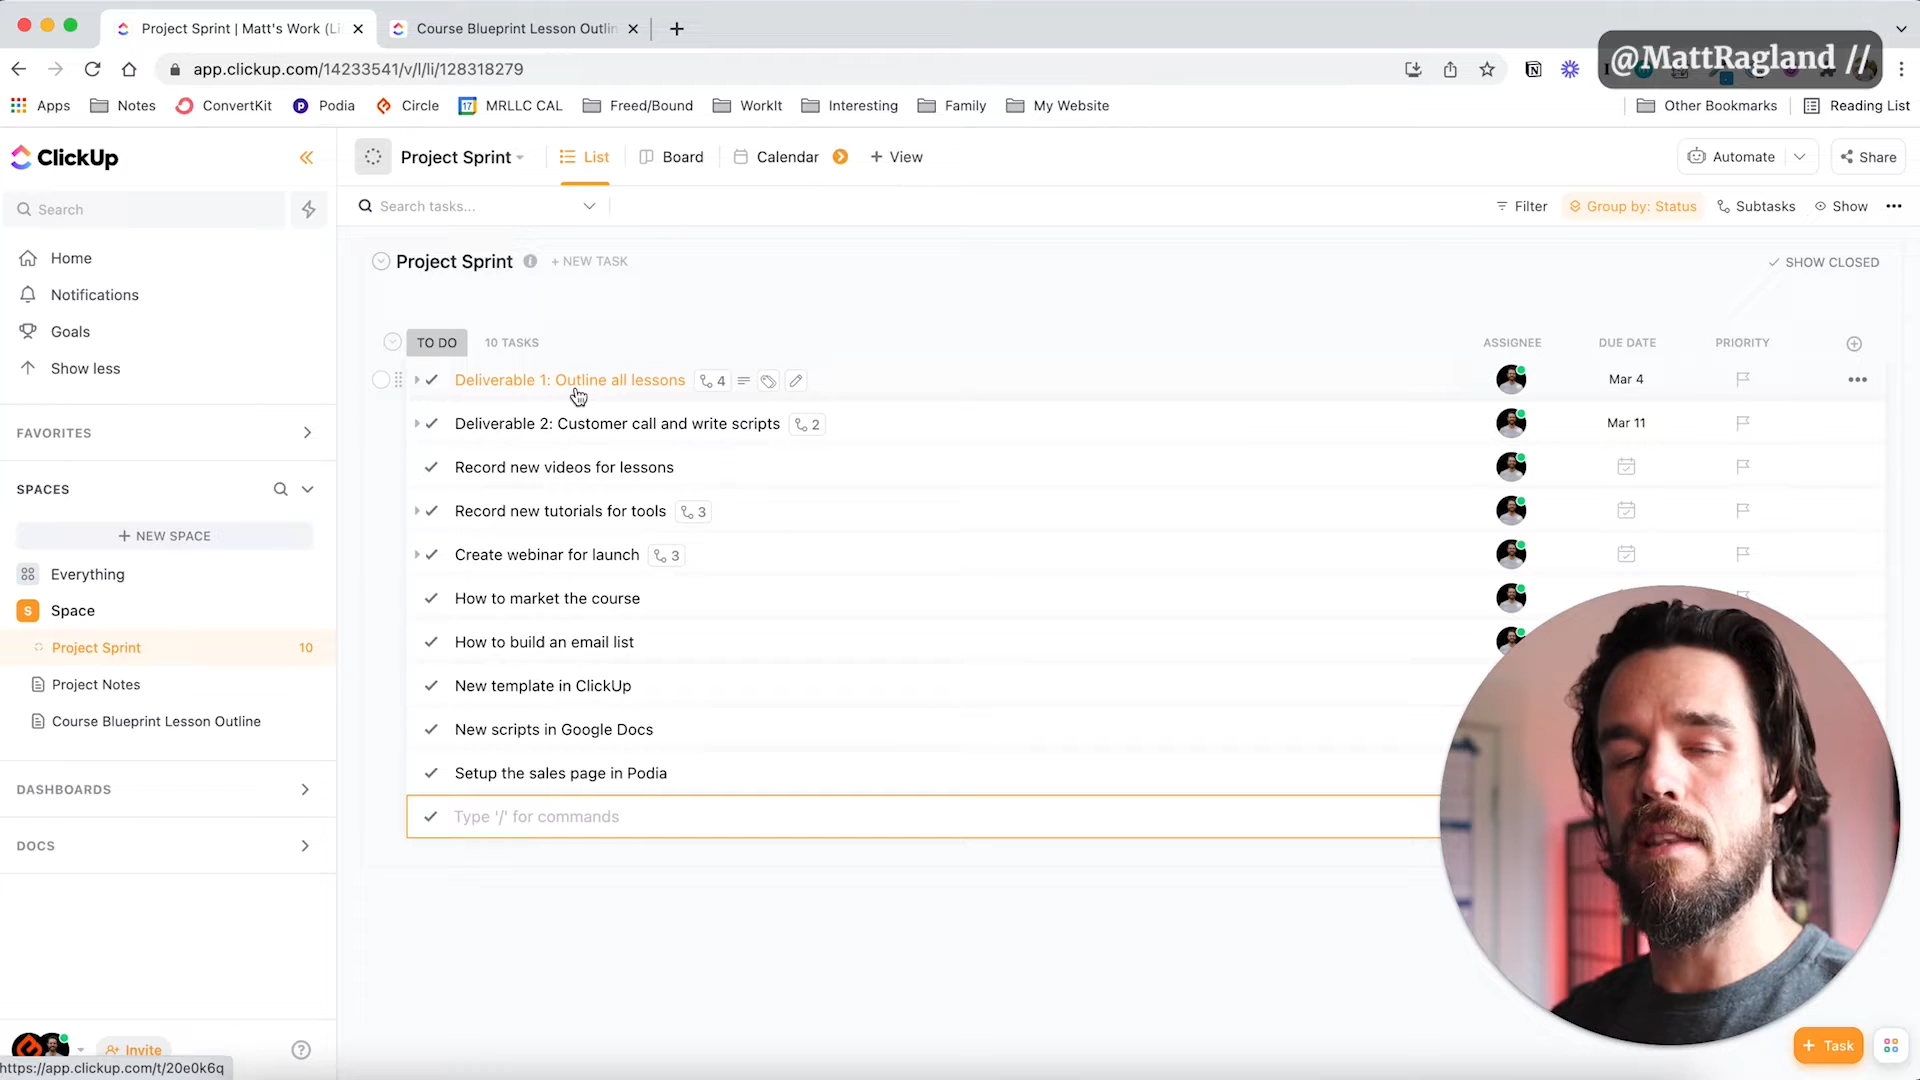 Project Sprint | Matt's Work (Li
Course Blueprint Lesson Outlin
@MattRagland //
app.clickup.com/14233541/v/l/li/128318279
Apps
Notes
ConvertKit
Podia
Circle
17
MRLLC CAL
Freed/Bound
WorkIt
Interesting
Family
My Website
Other Bookmarks
Reading List
ClickUp
Project Sprint
List
Board
Calendar
+ View
Automate
Share
Search
Search tasks...
Filter
Group by: Status
Subtasks
Show
Home
Notifications
Goals
Show less
FAVORITES
SPACES
+ NEW SPACE
Everything
S Space
Project Sprint 10
Project Notes
Course Blueprint Lesson Outline
DASHBOARDS
DOCS
Invite
https://app.clickup.com/t/20e0k6q
Project Sprint
+ NEW TASK
SHOW CLOSED
TO DO 10 TASKS ASSIGNEE DUE DATE PRIORITY
Deliverable 1: Outline all lessons 4 Mar 4
Deliverable 2: Customer call and write scripts 2 Mar 11
Record new videos for lessons
Record new tutorials for tools 3
Create webinar for launch 3
How to market the course
How to build an email list
New template in ClickUp
New scripts in Google Docs
Setup the sales page in Podia
Type '/' for commands
+ Task